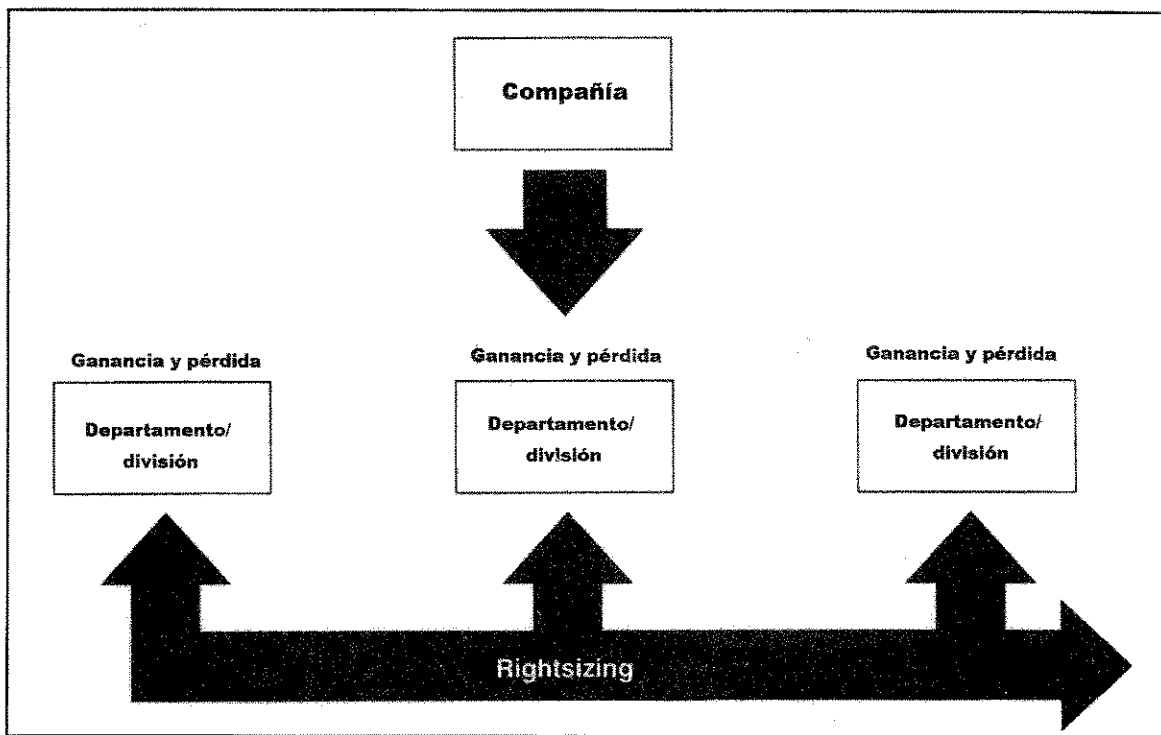 Compañía
Ganancia y pérdida
Ganancia y pérdida
Ganancia y pérdida
Departamento/
división
Departamento/
división
Departamento/
división
Rightsizing